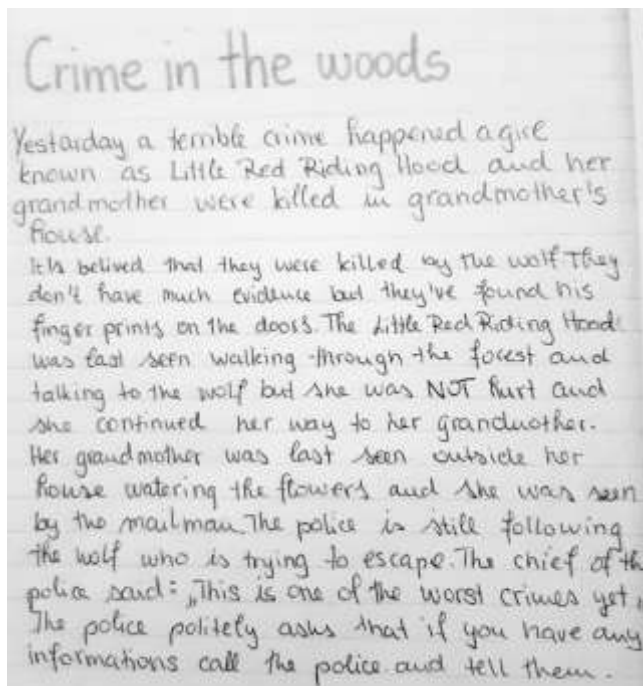 Crime in the woods
Yestarday a terrible crime happened a girl
known as Little Red Riding Hood and her
grandmother were killed in grandmother's
house.
It is belived that they were killed by the wolf. They
don't have much evidence but they've found his
finger prints on the doors. The Little Red Riding Hood
was last seen walking through the forest and
talking to the wolf but she was NOT hurt and
she continued her way to her grandmother.
Her grandmother was last seen outside her
house watering the flowers and she was seen
by the mailman. The police is still following
the wolf who is trying to escape. The chief of th
police said: „This is one of the worst crimes yet.
The police politely asks that if you have any
informations call the police and tell them.